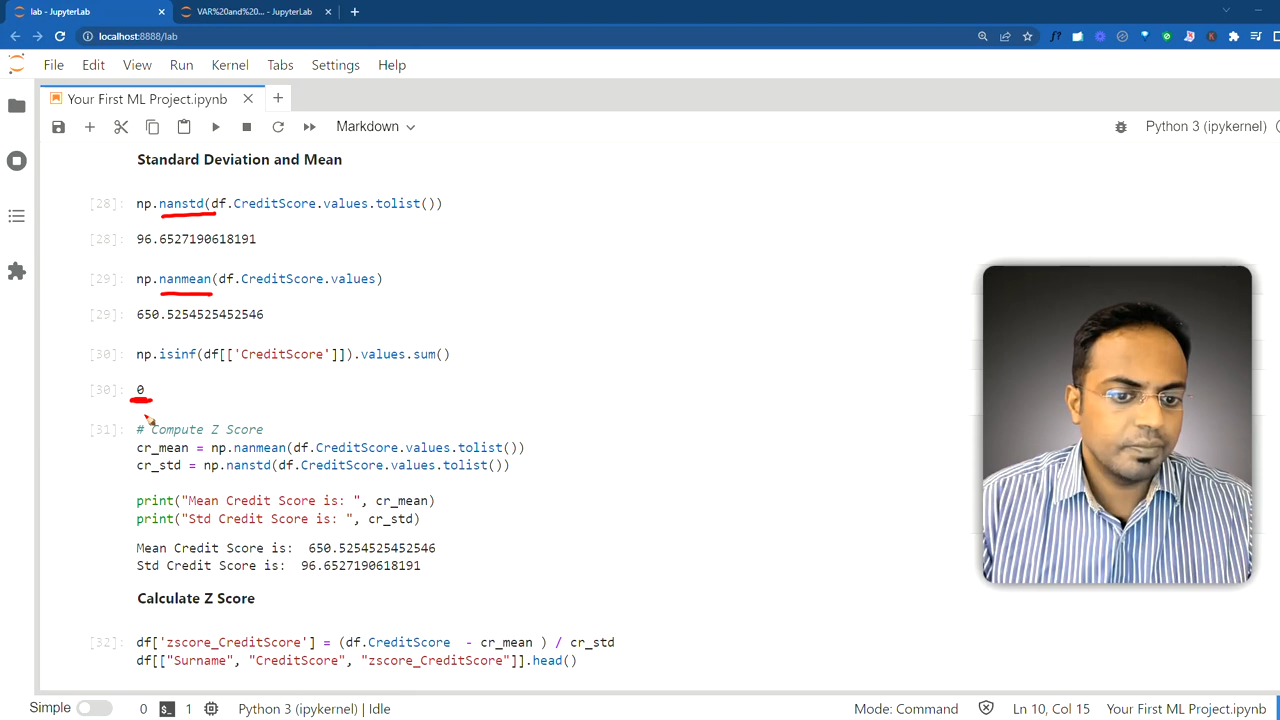 lab - JupyterLab
VAR%20and%20... - JupyterLab
localhost:8888/lab
File Edit View Run Kernel Tabs Settings Help
Your First ML Project.ipynb
Markdown
Python 3 (ipykernel)
Standard Deviation and Mean
[28]: np.nanstd(df.CreditScore.values.tolist())
[28]: 96.6527190618191
[29]: np.nanmean(df.CreditScore.values)
[29]: 650.5254525452546
[30]: np.isinf(df[['CreditScore']]).values.sum()
[30]: 0
[31]: # Compute Z Score
cr_mean = np.nanmean(df.CreditScore.values.tolist())
cr_std = np.nanstd(df.CreditScore.values.tolist())
print("Mean Credit Score is: ", cr_mean)
print("Std Credit Score is: ", cr_std)
Mean Credit Score is:  650.5254525452546
Std Credit Score is:  96.6527190618191
Calculate Z Score
[32]: df['zscore_CreditScore'] = (df.CreditScore  - cr_mean ) / cr_std
df[["Surname", "CreditScore", "zscore_CreditScore"]].head()
Simple 0 1 Python 3 (ipykernel) | Idle Mode: Command Ln 10, Col 15 Your First ML Project.ipynb